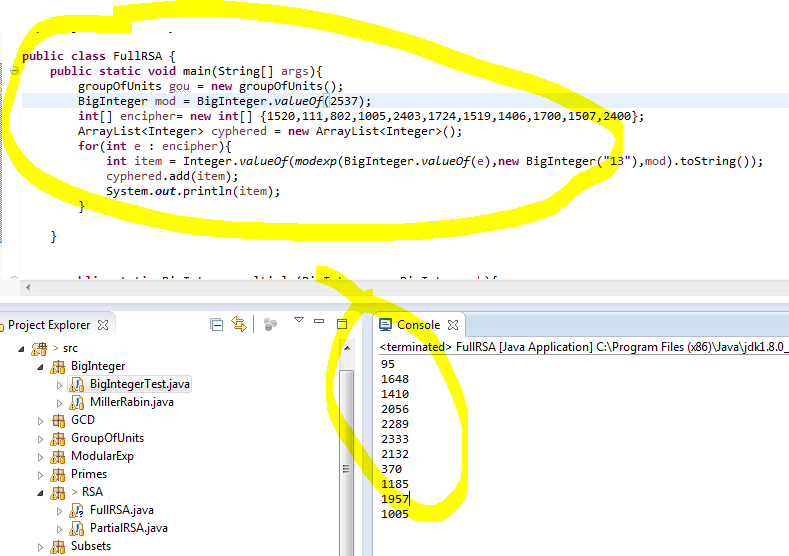 public class FullRSA {
public static void main(String[] args){
groupOfUnits gou = new groupOfUnits();
BigInteger mod = BigInteger.valueOf(2537);
int[] encipher= new int[] {1520,111,802,1005,2403,1724,1519,1406,1700,1507,2400};
ArrayList<Integer> cyphered = new ArrayList<Integer>();
for(int e : encipher){
int item = Integer.valueOf(modexp(BigInteger.valueOf(e),new BigInteger("13"),mod).toString());
cyphered.add(item);
System.out.println(item);
}
}
Project Explorer
> src
BigInteger
BigIntegerTest.java
MillerRabin.java
GCD
GroupOfUnits
ModularExp
Primes
> RSA
FullRSA.java
PartialRSA.java
Subsets
Console
<terminated> FullRSA [Java Application] C:\Program Files (x86)\Java\jdk1.8.0_
95
1648
1410
2056
2289
2333
2132
370
1185
1957
1005